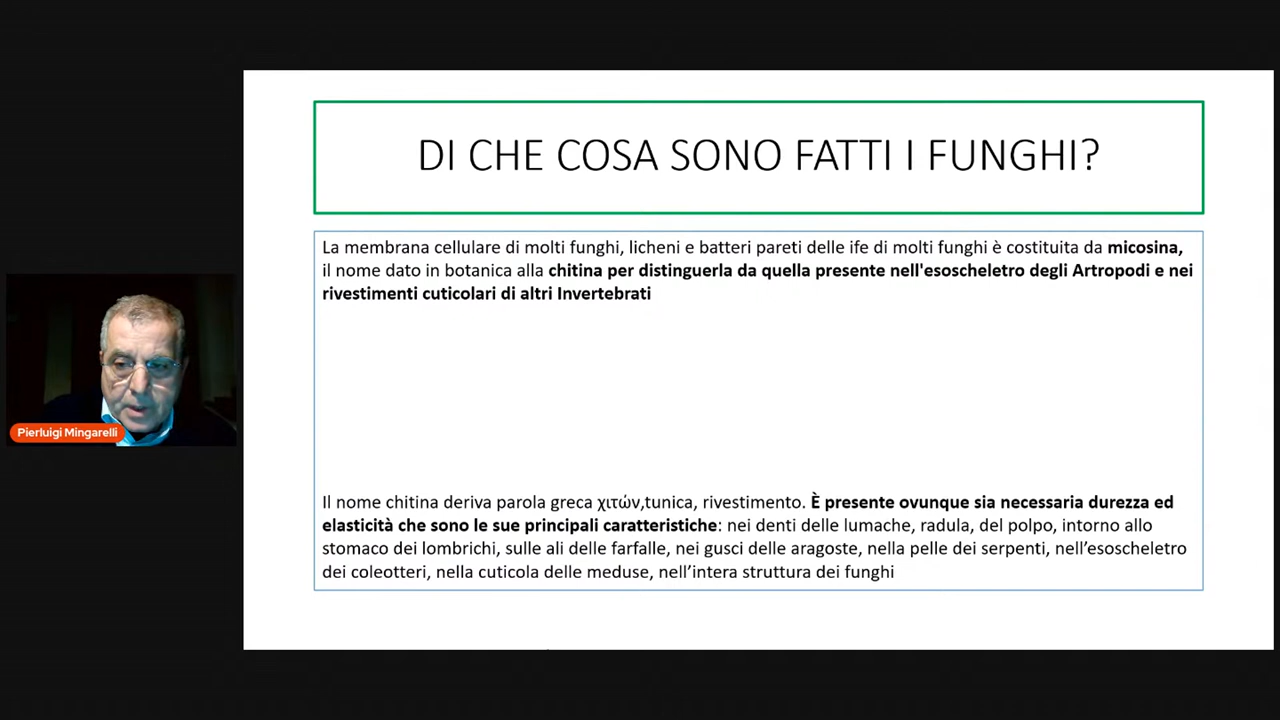 DI CHE COSA SONO FATTI I FUNGHI?
La membrana cellulare di molti funghi, licheni e batteri pareti delle ife di molti funghi è costituita da micosina,
il nome dato in botanica alla chitina per distinguerla da quella presente nell'esoscheletro degli Artropodi e nei
rivestimenti cuticolari di altri Invertebrati
Pierluigi Mingarelli
Il nome chitina deriva parola greca χιτών,tunica, rivestimento. È presente ovunque sia necessaria durezza ed
elasticità che sono le sue principali caratteristiche: nei denti delle lumache, radula, del polpo, intorno allo
stomaco dei lombrichi, sulle ali delle farfalle, nei gusci delle aragoste, nella pelle dei serpenti, nell’esoscheletro
dei coleotteri, nella cuticola delle meduse, nell’intera struttura dei funghi